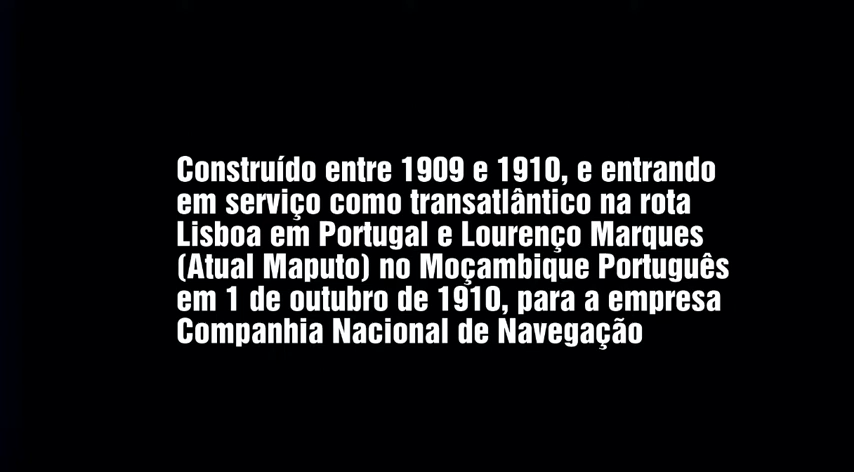 Construído entre 1909 e 1910, e entrando
em serviço como transatlântico na rota
Lisboa em Portugal e Lourenço Marques
(Atual Maputo) no Moçambique Português
em 1 de outubro de 1910, para a empresa
Companhia Nacional de Navegação